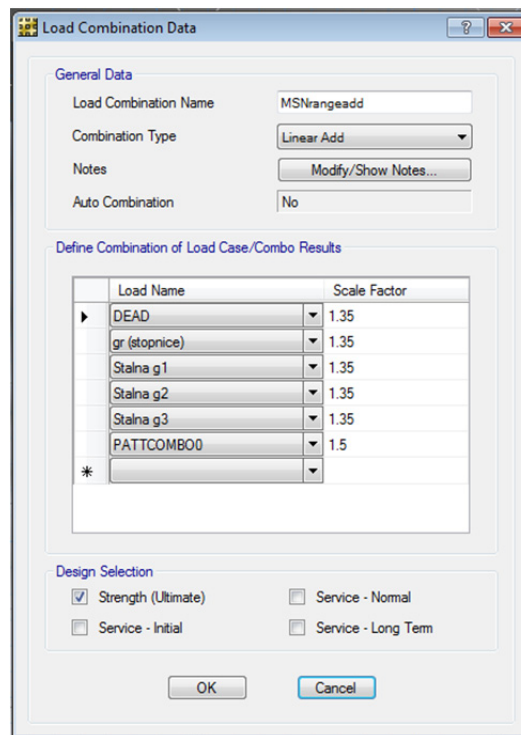 Load Combination Data
General Data
Load Combination Name MSNrangeadd
Combination Type Linear Add
Notes Modify/Show Notes...
Auto Combination No
Define Combination of Load Case/Combo Results
Load Name Scale Factor
DEAD 1.35
gr (stopnice) 1.35
Stalna g1 1.35
Stalna g2 1.35
Stalna g3 1.35
PATTCOMBO0 1.5
Design Selection
Strength (Ultimate) Service - Normal
Service - Initial Service - Long Term
OK Cancel